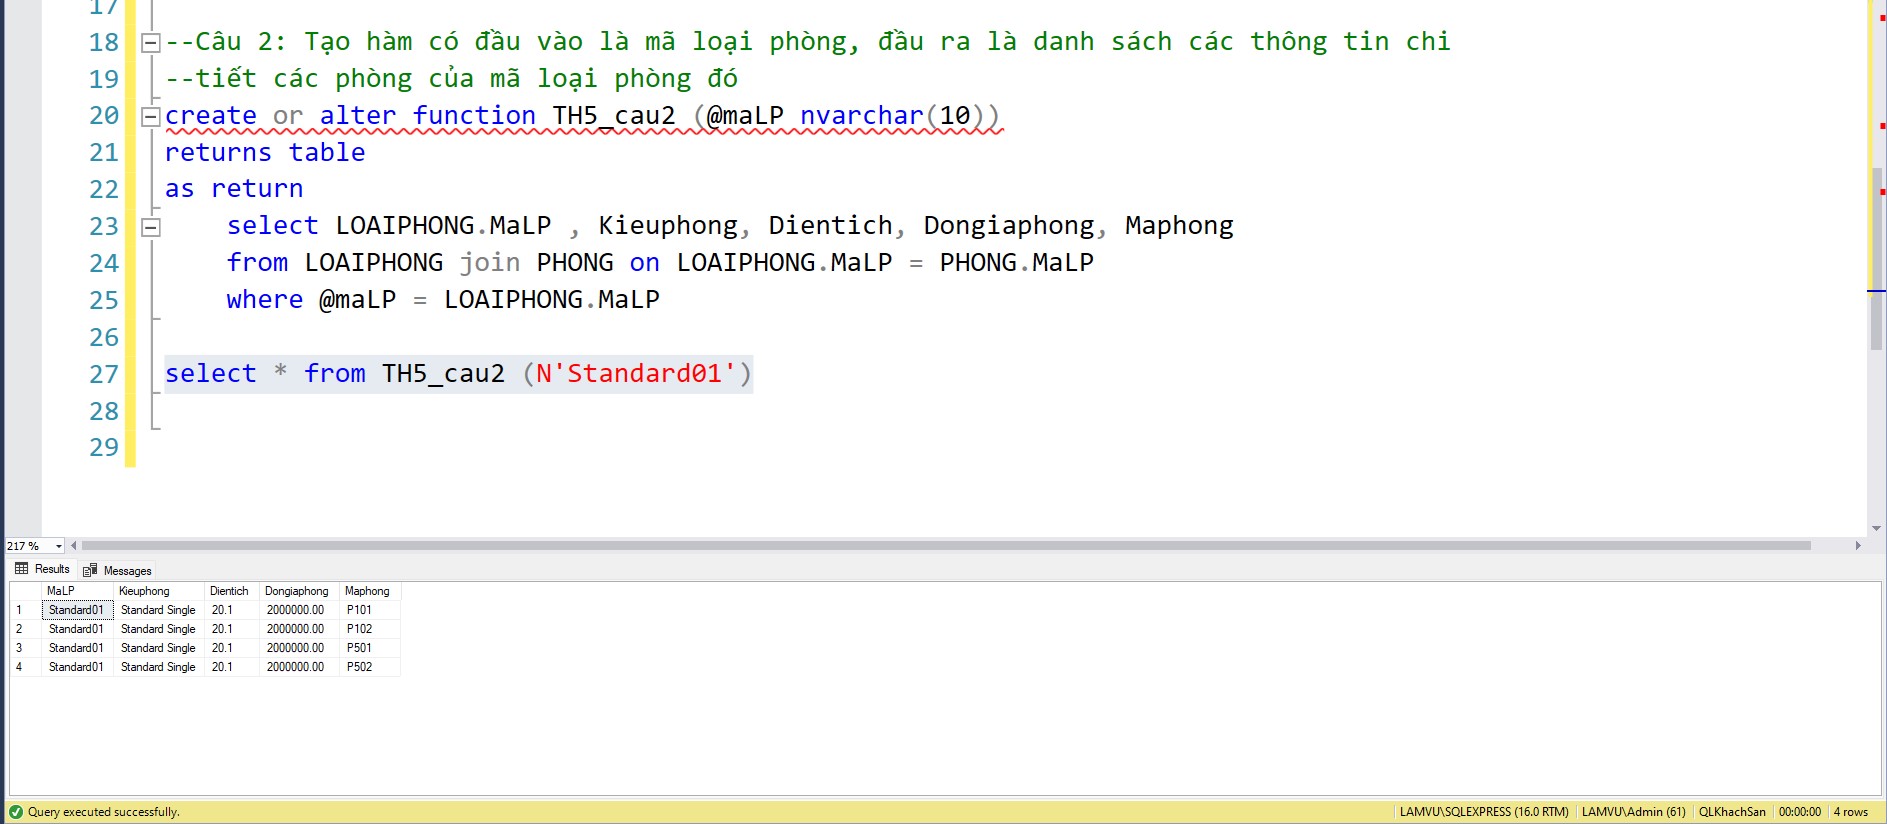 17
18 --Câu 2: Tạo hàm có đầu vào là mã loại phòng, đầu ra là danh sách các thông tin chi
19 --tiết các phòng của mã loại phòng đó
20 create or alter function TH5_cau2 (@maLP nvarchar(10))
21 returns table
22 as return
23 select LOAIPHONG.MaLP , Kieuphong, Dientich, Dongiaphong, Maphong
24 from LOAIPHONG join PHONG on LOAIPHONG.MaLP = PHONG.MaLP
25 where @maLP = LOAIPHONG.MaLP
26
27 select * from TH5_cau2 (N'Standard01')
28
29
217 %
Results Messages
MaLP Kieuphong Dientich Dongiaphong Maphong
1 Standard01 Standard Single 20.1 2000000.00 P101
2 Standard01 Standard Single 20.1 2000000.00 P102
3 Standard01 Standard Single 20.1 2000000.00 P501
4 Standard01 Standard Single 20.1 2000000.00 P502
Query executed successfully. LAMVU\SQLEXPRESS (16.0 RTM) LAMVU\Admin (61) QLKhachSan 00:00:00 4 rows